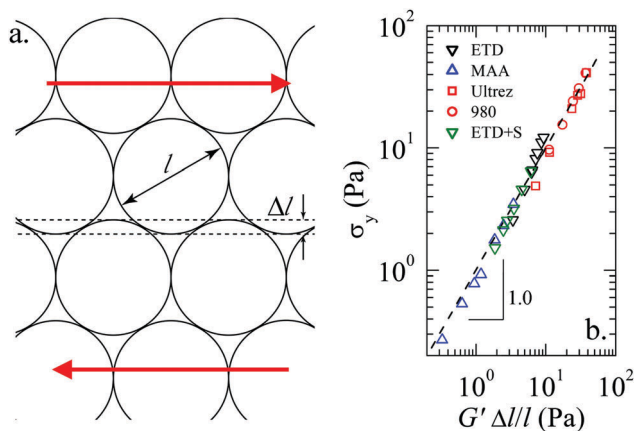 a.
l
Δl
ETD
MAA
Ultrez
980
ETD+S
σy (Pa)
10²
10¹
10⁰
1.0
b.
10⁰ 10¹ 10²
G′ Δl/l (Pa)